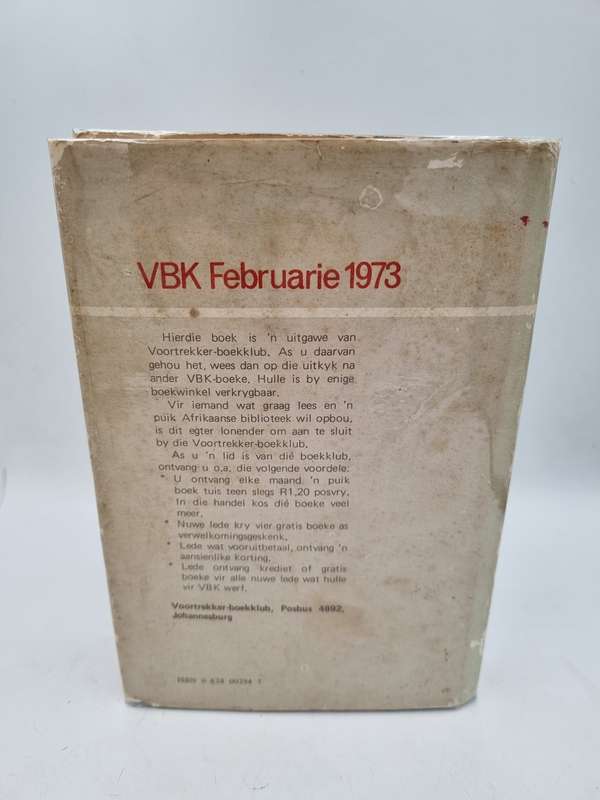 VBK Februarie 1973
Hierdie boek is 'n uitgawe van
Voortrekker-boekklub. As u daarvan
gehou het, wees dan op die uitkyk na
ander VBK-boeke. Hulle is by enige
boekwinkel verkrygbaar.
Vir iemand wat graag lees en 'n
puik Afrikaanse biblioteek wil opbou,
is dit egter lonender om aan te sluit
by die Voortrekker-boekklub.
As u 'n lid is van dié boekklub,
ontvang u o.a. die volgende voordele:
* U ontvang elke maand 'n puik
boek tuis teen slegs R1,20 posvry.
In die handel kos dié boeke veel
meer.
* Nuwe lede kry vier gratis boeke as
verwelkomingsgeskenk.
* Lede wat vooruitbetaal, ontvang 'n
aansienlike korting.
* Lede ontvang krediet of gratis
boeke vir alle nuwe lede wat hulle
vir VBK werf.
Voortrekker-boekklub, Posbus 4892,
Johannesburg
ISBN 0 624 00294 1